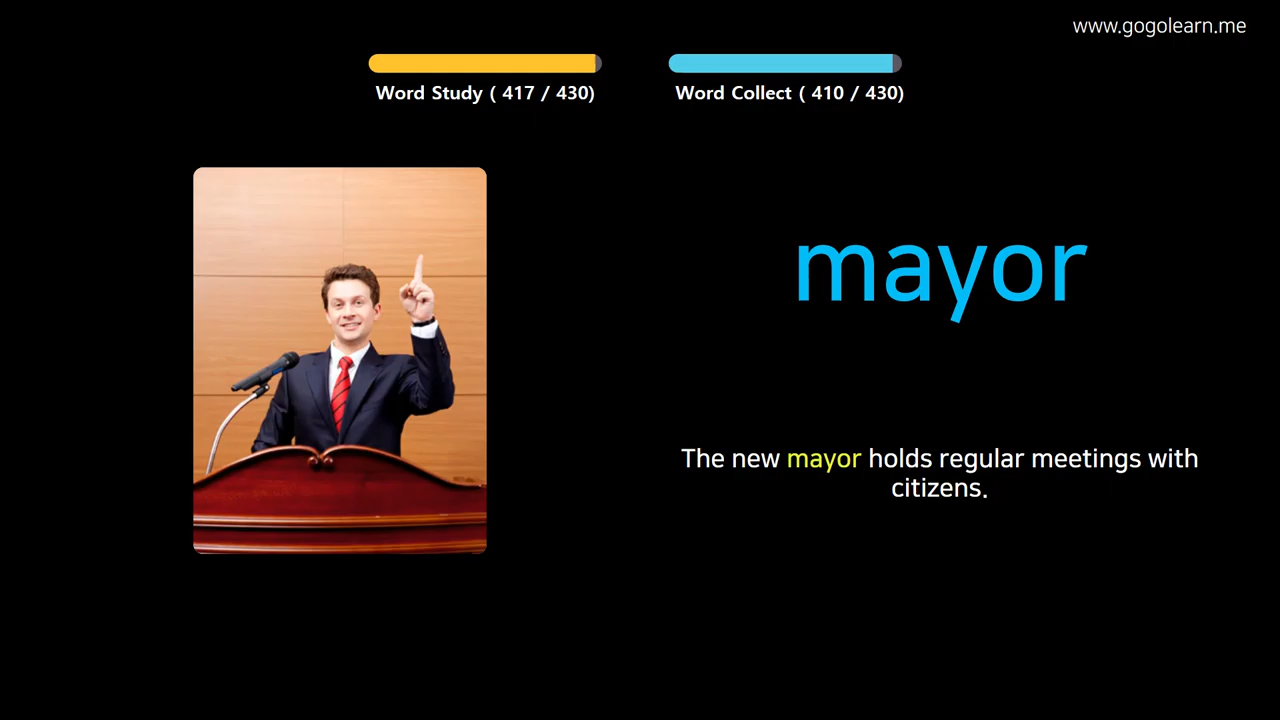 www.gogolearn.me
Word Study ( 417 / 430)
Word Collect ( 410 / 430)
mayor
The new mayor holds regular meetings with
citizens.